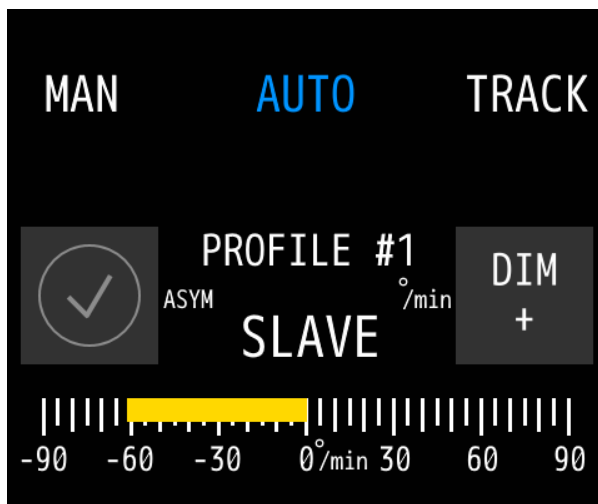 MAN AUTO TRACK
PROFILE #1
DIM
ASYM °/min
+
SLAVE
-90 -60 -30 0°/min 30 60 90